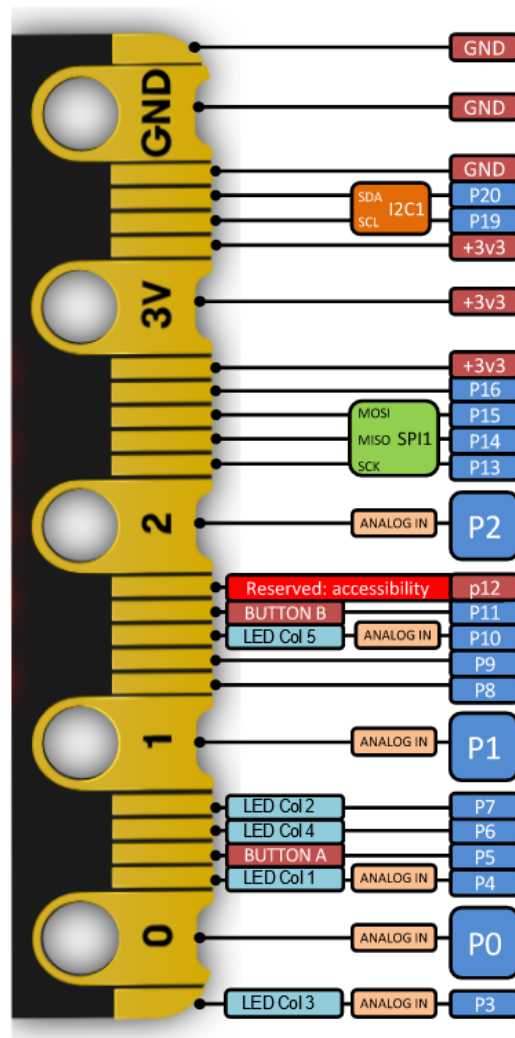 GND
GND
GND
GND
SDA I2C1 P20
SCL P19
+3v3
3V +3v3
+3v3
P16
MOSI P15
MISO SPI1 P14
SCK P13
2 ANALOG IN P2
Reserved: accessibility p12
BUTTON B P11
LED Col 5 ANALOG IN P10
P9
P8
1 ANALOG IN P1
LED Col 2 P7
LED Col 4 P6
BUTTON A P5
LED Col 1 ANALOG IN P4
0 ANALOG IN P0
LED Col 3 ANALOG IN P3